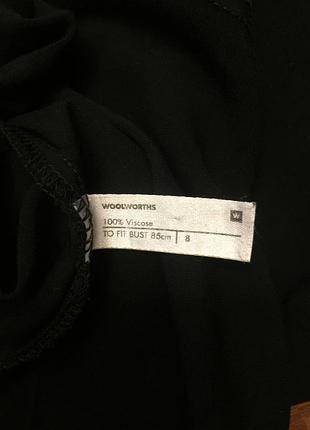 WOOLWORTHS
W
100% Viscose
TO FIT BUST 85cm 8